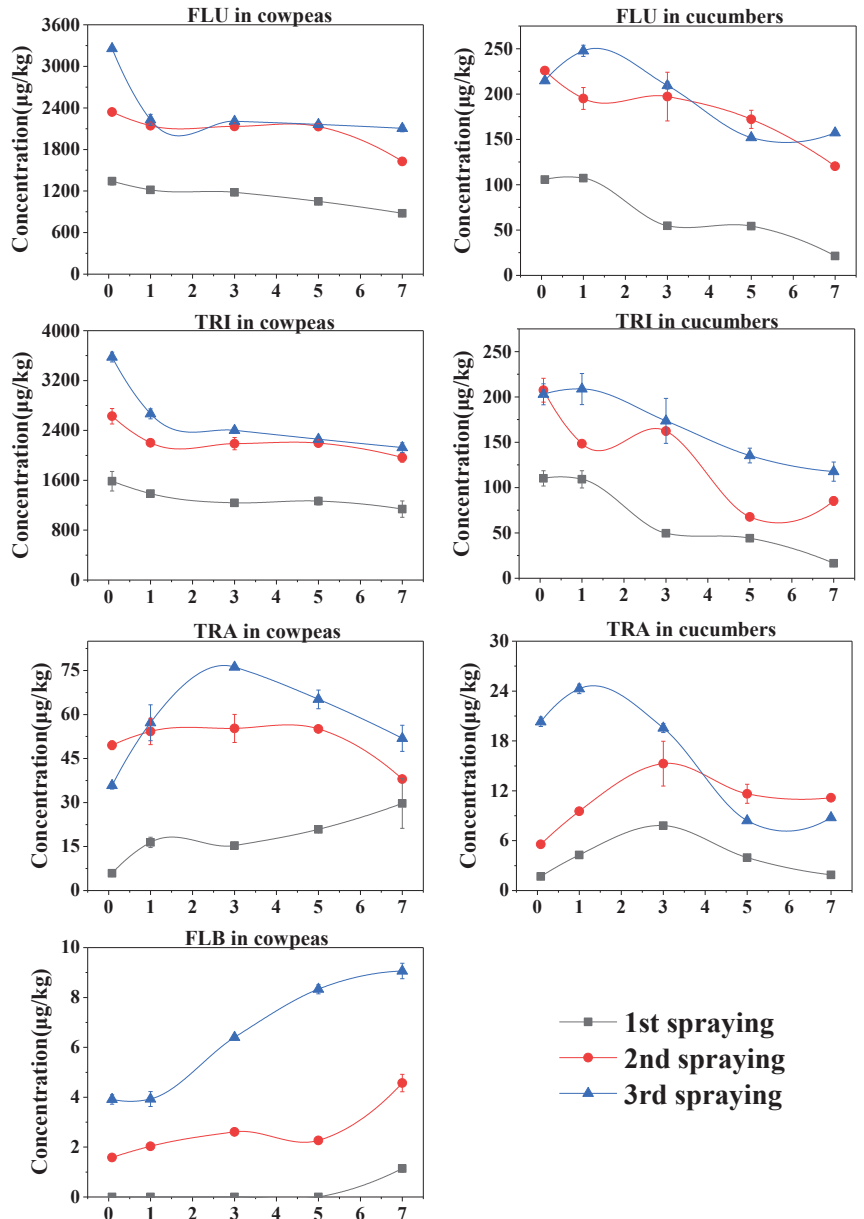 FLU in cowpeas
Concentration(μg/kg)
3600
3000
2400
1800
1200
600
0
0 1 2 3 4 5 6 7
FLU in cucumbers
Concentration(μg/kg)
250
200
150
100
50
0
0 1 2 3 4 5 6 7
TRI in cowpeas
Concentration(μg/kg)
4000
3200
2400
1600
800
0
0 1 2 3 4 5 6 7
TRI in cucumbers
Concentration(μg/kg)
250
200
150
100
50
0
0 1 2 3 4 5 6 7
TRA in cowpeas
Concentration(μg/kg)
75
60
45
30
15
0
0 1 2 3 4 5 6 7
TRA in cucumbers
Concentration(μg/kg)
30
24
18
12
6
0
0 1 2 3 4 5 6 7
FLB in cowpeas
Concentration(μg/kg)
10
8
6
4
2
0
0 1 2 3 4 5 6 7
1st spraying
2nd spraying
3rd spraying